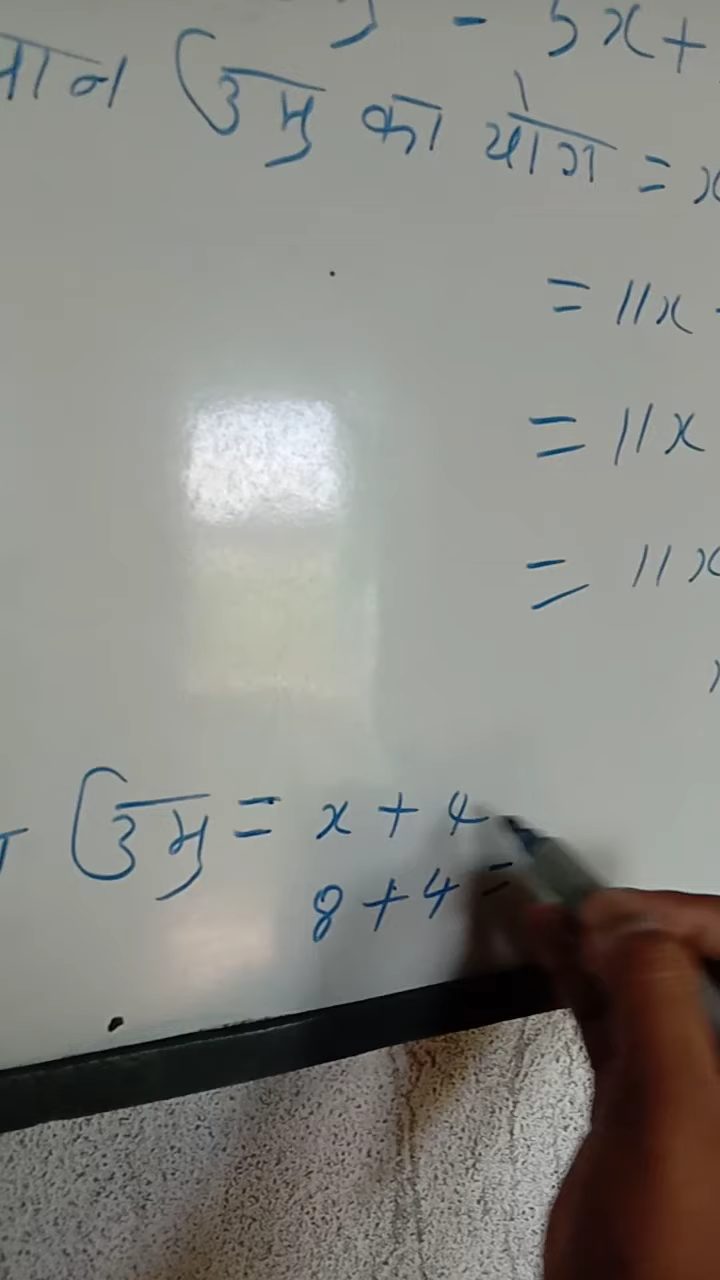 - 5x +
उम्र का योग =
= 11x
= 11x
= 11x
उम्र = x + 4
8 + 4 =